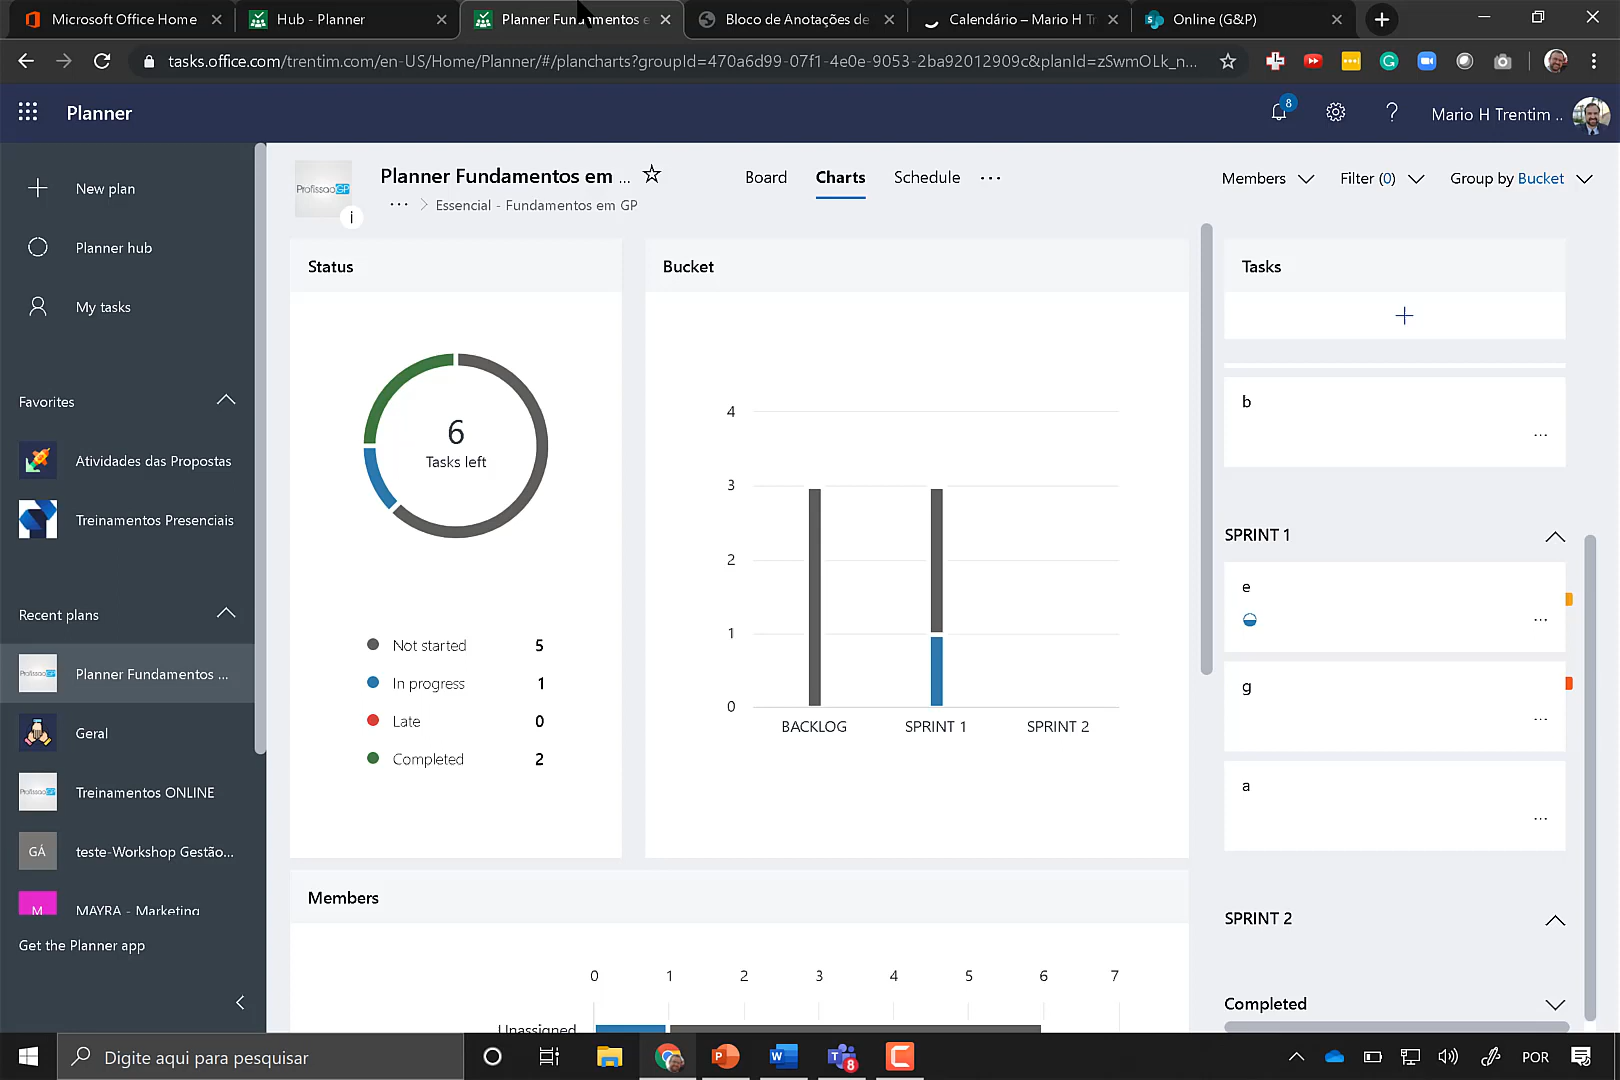 Microsoft Office Home
Hub - Planner
Planner Fundamentos e
Bloco de Anotações de
Calendário – Mario H Tr
Online (G&P)
tasks.office.com/trentim.com/en-US/Home/Planner/#/plancharts?groupId=470a6d99-07f1-4e0e-9053-2ba92012909c&planId=zSwmOLk_n...
Planner
8
?
Mario H Trentim ..
New plan
Planner hub
My tasks
Favorites
Atividades das Propostas
Treinamentos Presenciais
Recent plans
Planner Fundamentos ...
Geral
Treinamentos ONLINE
GÁ
teste-Workshop Gestão...
M
MAYRA - Marketing
Get the Planner app
ProfissaoGP
i
Planner Fundamentos em ...
... > Essencial - Fundamentos em GP
Board
Charts
Schedule
...
Members
Filter (0)
Group by Bucket
Status
6
Tasks left
Not started 5
In progress 1
Late 0
Completed 2
Bucket
4
3
2
1
0
BACKLOG SPRINT 1 SPRINT 2
Members
0 1 2 3 4 5 6 7
Unassigned
Tasks
b
...
SPRINT 1
e
...
g
...
a
...
SPRINT 2
Completed
Digite aqui para pesquisar
8
POR